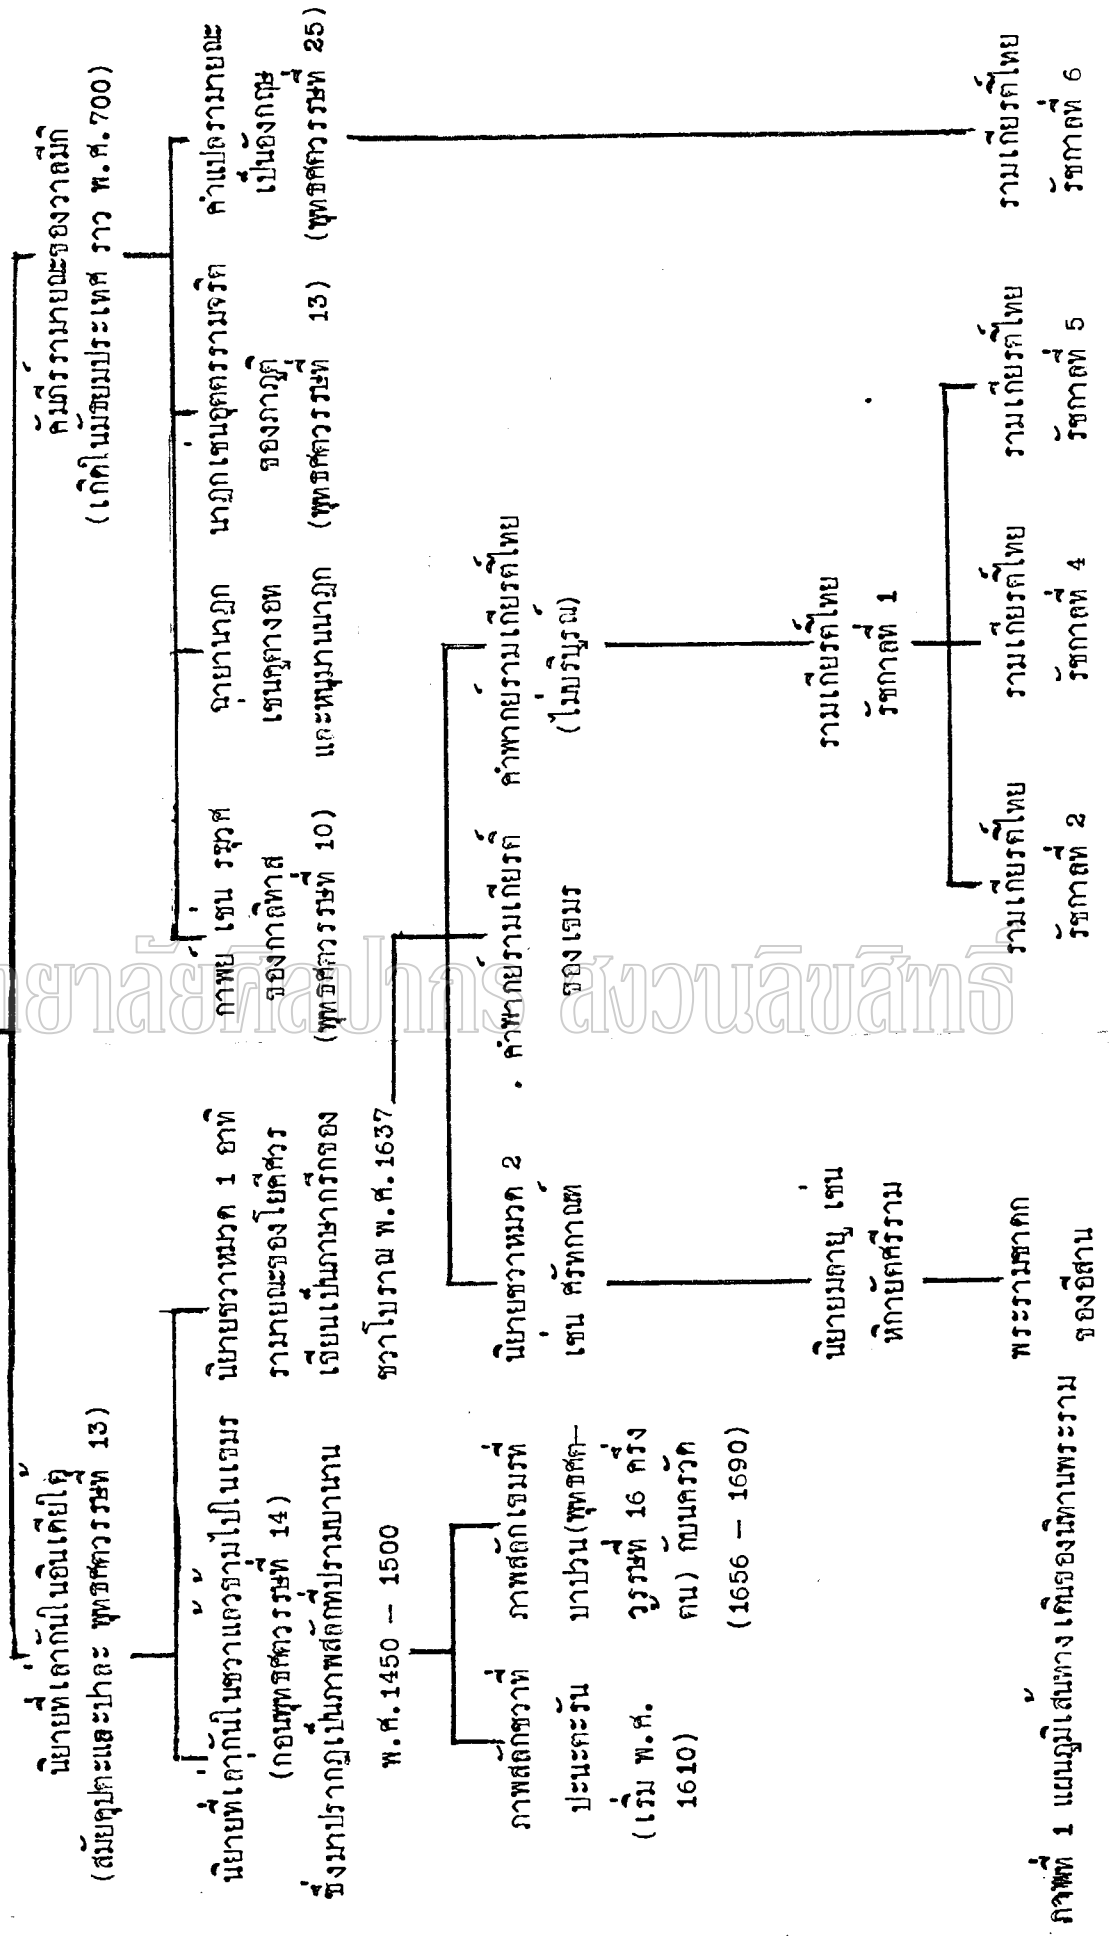 นิยายที่เล่ากันในอินเดียใต้
(สมัยคุปตะและปาละ พุทธศตวรรษที่ 13)
คัมภีร์รามายณะของวาลมีกิ
(เกิดในมัธยมประเทศ ราว พ.ศ.700)
นิยายที่เล่ากันในชวาแล้วข้ามไปในเขมร
(ก่อนพุทธศตวรรษที่ 14)
ซึ่งมาปรากฏเป็นภาพสลักที่ปรามบานาน
พ.ศ.1450 – 1500
นิยายชวาหมวด 1 อาทิ
รามายณะของโยคีศวร
เขียนเป็นภาษากริกของ
ชวาโบราณ พ.ศ.1637
กาพย์ เช่น รฆุวศ
ของกาลิทาส
(พุทธศตวรรษที่ 10)
ฉายานาฏก
เช่นทูตางอท
และหนุมานนาฏก
นาฏกเช่นอุตตรรามจริต
ของภวภูติ
(พุทธศตวรรษที่ 13)
คำแปลรามายณะ
เป็นอังกฤษ
(พุทธศตวรรษที่ 25)
ภาพสลักชวาที่
ปะนะตะรัน
(เริ่ม พ.ศ.
1610)
ภาพสลักเขมรที่
บาปวน(พุทธศต–
วรรษที่ 16 ครึ่ง
ตน) กับนครวัด
(1656 – 1690)
นิยายชวาหมวด 2
เช่น ศรัทกาณฑ์
คำพากย์รามเกียรติ์
ของเขมร
คำพากย์รามเกียรติ์ไทย
(ไม่บริบูรณ์)
นิยายมลายู เช่น
หิกายัตศรีราม
รามเกียรติ์ไทย
รัชกาลที่ 1
พระรามชาดก
ของอีสาน
รามเกียรติ์ไทย
รัชกาลที่ 2
รามเกียรติ์ไทย
รัชกาลที่ 4
รามเกียรติ์ไทย
รัชกาลที่ 5
รามเกียรติ์ไทย
รัชกาลที่ 6
ภาพที่ 1 แผนภูมิเส้นทางเดินของนิทานพระราม
ยาลัยศิลปากร สงวนลิขสิทธิ์